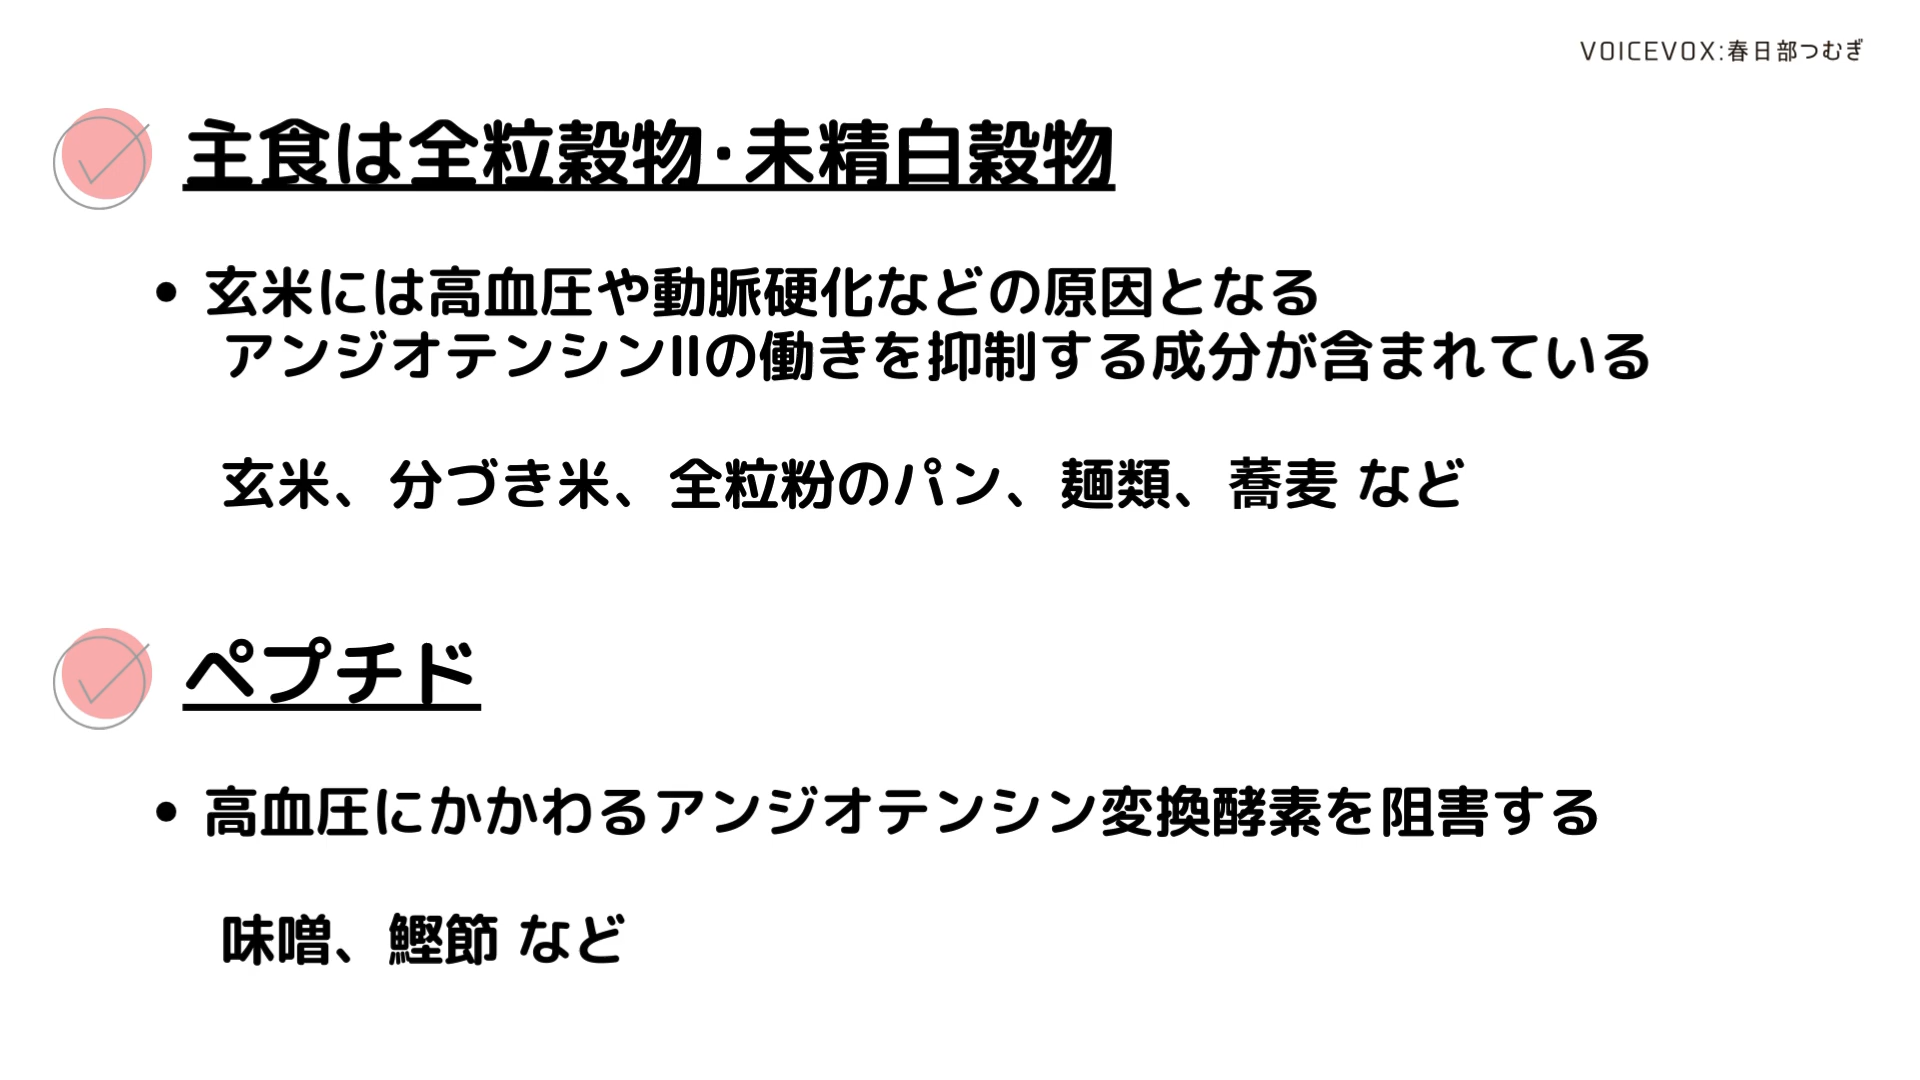 VOICEVOX:春日部つむぎ
主食は全粒穀物・未精白穀物
• 玄米には高血圧や動脈硬化などの原因となる
アンジオテンシンIIの働きを抑制する成分が含まれている
玄米、分づき米、全粒粉のパン、麺類、蕎麦 など
ペプチド
• 高血圧にかかわるアンジオテンシン変換酵素を阻害する
味噌、鰹節 など